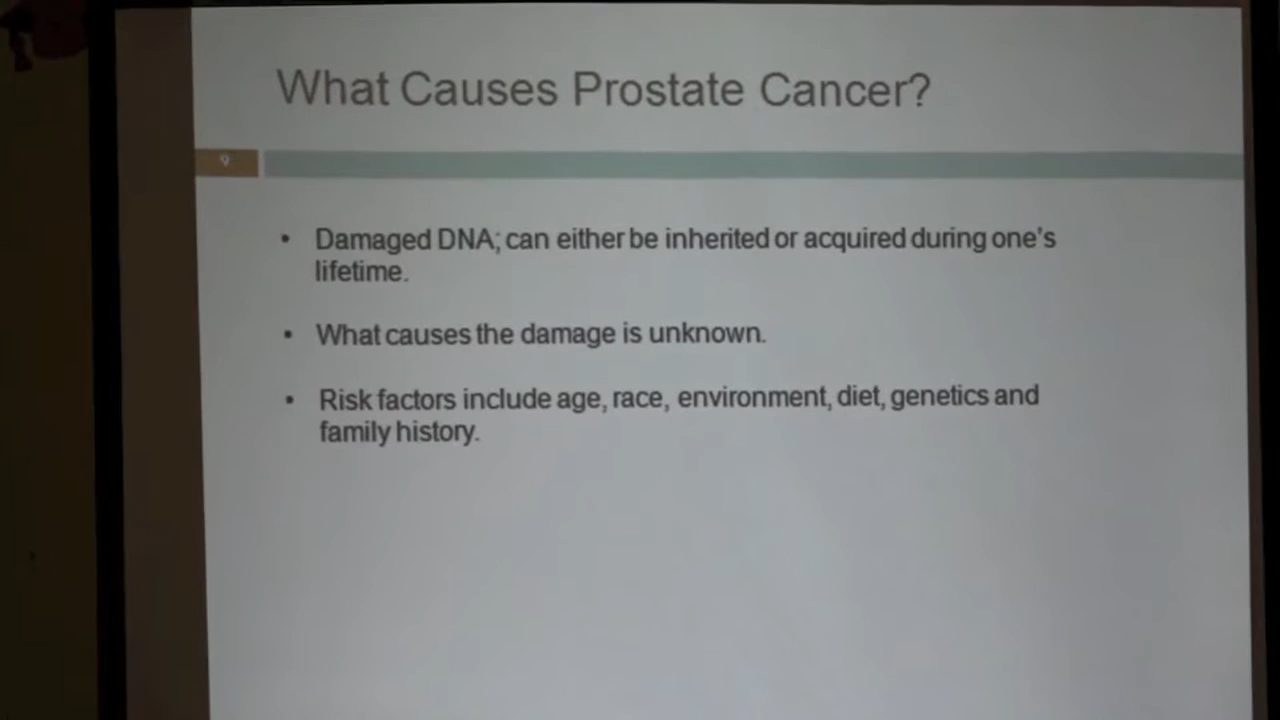 What Causes Prostate Cancer?
9
• Damaged DNA; can either be inherited or acquired during one's
lifetime.
• What causes the damage is unknown.
• Risk factors include age, race, environment, diet, genetics and
family history.